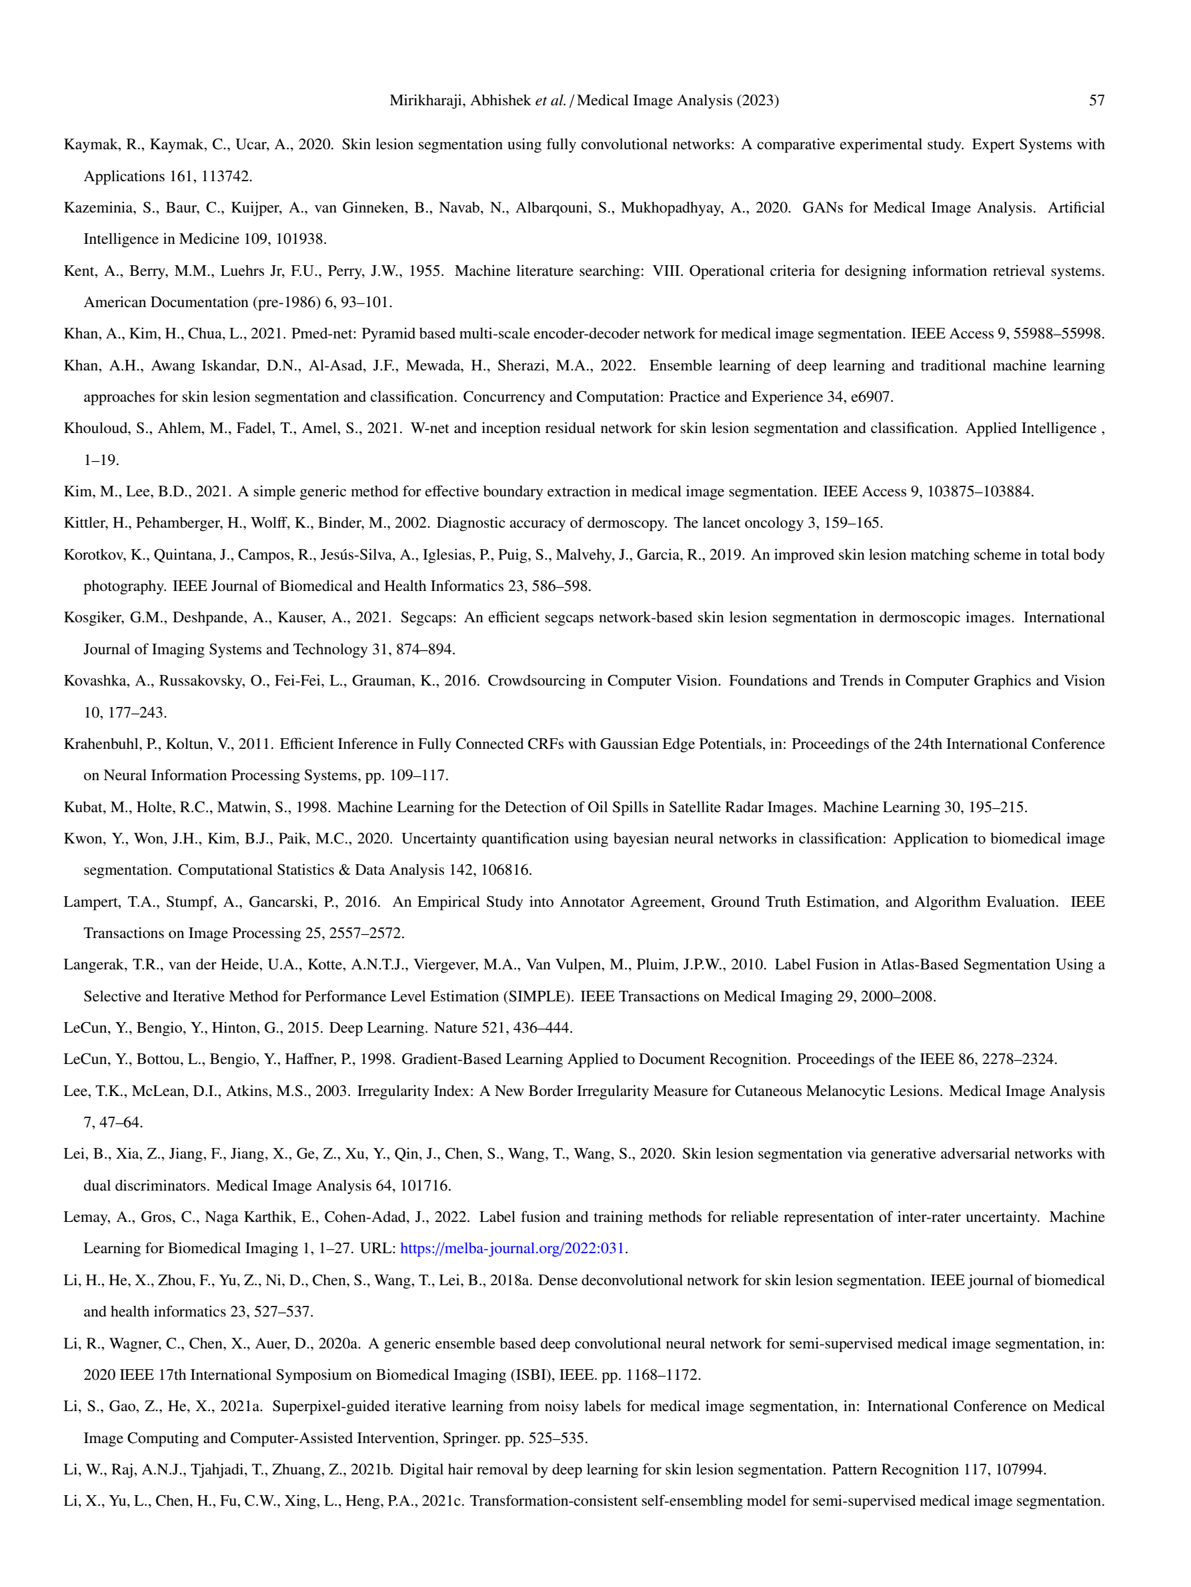 Mirikharaji, Abhishek et al. / Medical Image Analysis (2023) 57
Kaymak, R., Kaymak, C., Ucar, A., 2020. Skin lesion segmentation using fully convolutional networks: A comparative experimental study. Expert Systems with
Applications 161, 113742.
Kazeminia, S., Baur, C., Kuijper, A., van Ginneken, B., Navab, N., Albarqouni, S., Mukhopadhyay, A., 2020. GANs for Medical Image Analysis. Artificial
Intelligence in Medicine 109, 101938.
Kent, A., Berry, M.M., Luehrs Jr, F.U., Perry, J.W., 1955. Machine literature searching: VIII. Operational criteria for designing information retrieval systems.
American Documentation (pre-1986) 6, 93–101.
Khan, A., Kim, H., Chua, L., 2021. Pmed-net: Pyramid based multi-scale encoder-decoder network for medical image segmentation. IEEE Access 9, 55988–55998.
Khan, A.H., Awang Iskandar, D.N., Al-Asad, J.F., Mewada, H., Sherazi, M.A., 2022. Ensemble learning of deep learning and traditional machine learning
approaches for skin lesion segmentation and classification. Concurrency and Computation: Practice and Experience 34, e6907.
Khouloud, S., Ahlem, M., Fadel, T., Amel, S., 2021. W-net and inception residual network for skin lesion segmentation and classification. Applied Intelligence ,
1–19.
Kim, M., Lee, B.D., 2021. A simple generic method for effective boundary extraction in medical image segmentation. IEEE Access 9, 103875–103884.
Kittler, H., Pehamberger, H., Wolff, K., Binder, M., 2002. Diagnostic accuracy of dermoscopy. The lancet oncology 3, 159–165.
Korotkov, K., Quintana, J., Campos, R., Jesús-Silva, A., Iglesias, P., Puig, S., Malvehy, J., Garcia, R., 2019. An improved skin lesion matching scheme in total body
photography. IEEE Journal of Biomedical and Health Informatics 23, 586–598.
Kosgiker, G.M., Deshpande, A., Kauser, A., 2021. Segcaps: An efficient segcaps network-based skin lesion segmentation in dermoscopic images. International
Journal of Imaging Systems and Technology 31, 874–894.
Kovashka, A., Russakovsky, O., Fei-Fei, L., Grauman, K., 2016. Crowdsourcing in Computer Vision. Foundations and Trends in Computer Graphics and Vision
10, 177–243.
Krahenbuhl, P., Koltun, V., 2011. Efficient Inference in Fully Connected CRFs with Gaussian Edge Potentials, in: Proceedings of the 24th International Conference
on Neural Information Processing Systems, pp. 109–117.
Kubat, M., Holte, R.C., Matwin, S., 1998. Machine Learning for the Detection of Oil Spills in Satellite Radar Images. Machine Learning 30, 195–215.
Kwon, Y., Won, J.H., Kim, B.J., Paik, M.C., 2020. Uncertainty quantification using bayesian neural networks in classification: Application to biomedical image
segmentation. Computational Statistics & Data Analysis 142, 106816.
Lampert, T.A., Stumpf, A., Gancarski, P., 2016. An Empirical Study into Annotator Agreement, Ground Truth Estimation, and Algorithm Evaluation. IEEE
Transactions on Image Processing 25, 2557–2572.
Langerak, T.R., van der Heide, U.A., Kotte, A.N.T.J., Viergever, M.A., Van Vulpen, M., Pluim, J.P.W., 2010. Label Fusion in Atlas-Based Segmentation Using a
Selective and Iterative Method for Performance Level Estimation (SIMPLE). IEEE Transactions on Medical Imaging 29, 2000–2008.
LeCun, Y., Bengio, Y., Hinton, G., 2015. Deep Learning. Nature 521, 436–444.
LeCun, Y., Bottou, L., Bengio, Y., Haffner, P., 1998. Gradient-Based Learning Applied to Document Recognition. Proceedings of the IEEE 86, 2278–2324.
Lee, T.K., McLean, D.I., Atkins, M.S., 2003. Irregularity Index: A New Border Irregularity Measure for Cutaneous Melanocytic Lesions. Medical Image Analysis
7, 47–64.
Lei, B., Xia, Z., Jiang, F., Jiang, X., Ge, Z., Xu, Y., Qin, J., Chen, S., Wang, T., Wang, S., 2020. Skin lesion segmentation via generative adversarial networks with
dual discriminators. Medical Image Analysis 64, 101716.
Lemay, A., Gros, C., Naga Karthik, E., Cohen-Adad, J., 2022. Label fusion and training methods for reliable representation of inter-rater uncertainty. Machine
Learning for Biomedical Imaging 1, 1–27. URL: https://melba-journal.org/2022:031.
Li, H., He, X., Zhou, F., Yu, Z., Ni, D., Chen, S., Wang, T., Lei, B., 2018a. Dense deconvolutional network for skin lesion segmentation. IEEE journal of biomedical
and health informatics 23, 527–537.
Li, R., Wagner, C., Chen, X., Auer, D., 2020a. A generic ensemble based deep convolutional neural network for semi-supervised medical image segmentation, in:
2020 IEEE 17th International Symposium on Biomedical Imaging (ISBI), IEEE. pp. 1168–1172.
Li, S., Gao, Z., He, X., 2021a. Superpixel-guided iterative learning from noisy labels for medical image segmentation, in: International Conference on Medical
Image Computing and Computer-Assisted Intervention, Springer. pp. 525–535.
Li, W., Raj, A.N.J., Tjahjadi, T., Zhuang, Z., 2021b. Digital hair removal by deep learning for skin lesion segmentation. Pattern Recognition 117, 107994.
Li, X., Yu, L., Chen, H., Fu, C.W., Xing, L., Heng, P.A., 2021c. Transformation-consistent self-ensembling model for semi-supervised medical image segmentation.